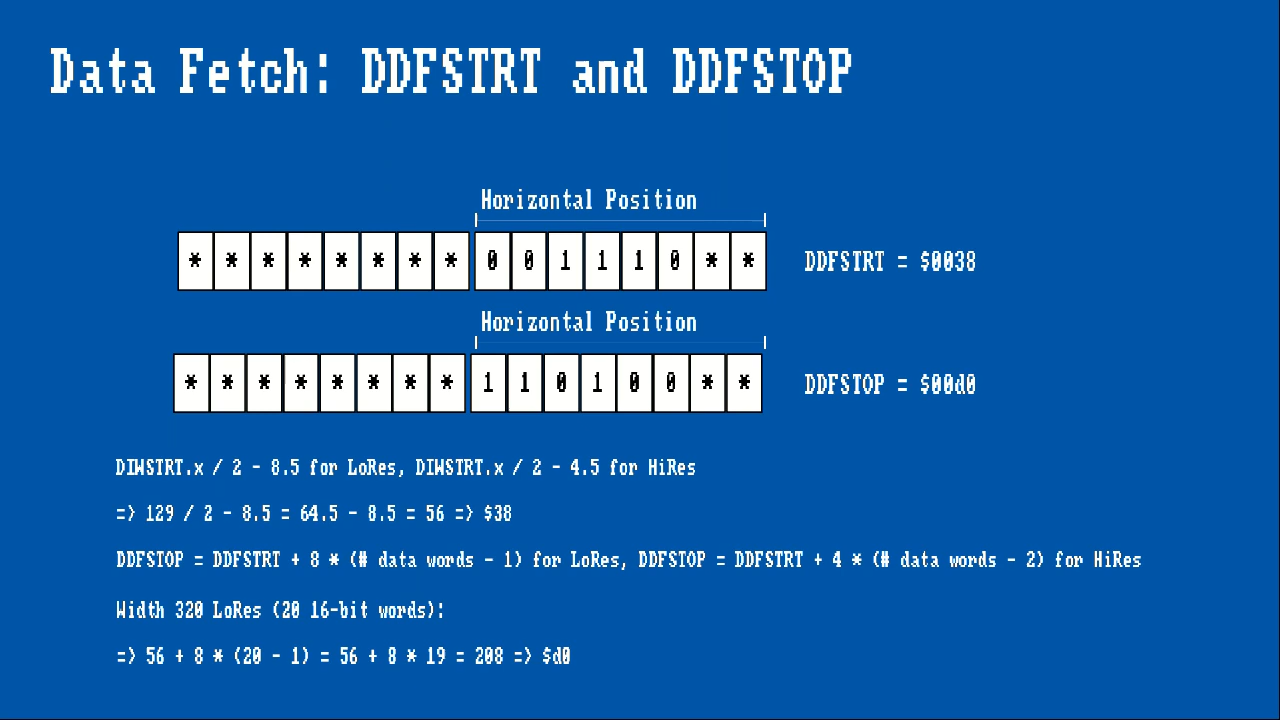 Data Fetch: DDFSTRT and DDFSTOP
Horizontal Position
* * * * * * * * 0 0 1 1 1 0 * * DDFSTRT = $0038
Horizontal Position
* * * * * * * * 1 1 0 1 0 0 * * DDFSTOP = $00d0
DIWSTRT.x / 2 - 8.5 for LoRes, DIWSTRT.x / 2 - 4.5 for HiRes
=> 129 / 2 - 8.5 = 64.5 - 8.5 = 56 => $38
DDFSTOP = DDFSTRT + 8 * (# data words - 1) for LoRes, DDFSTOP = DDFSTRT + 4 * (# data words - 2) for HiRes
Width 320 LoRes (20 16-bit words):
=> 56 + 8 * (20 - 1) = 56 + 8 * 19 = 208 => $d0